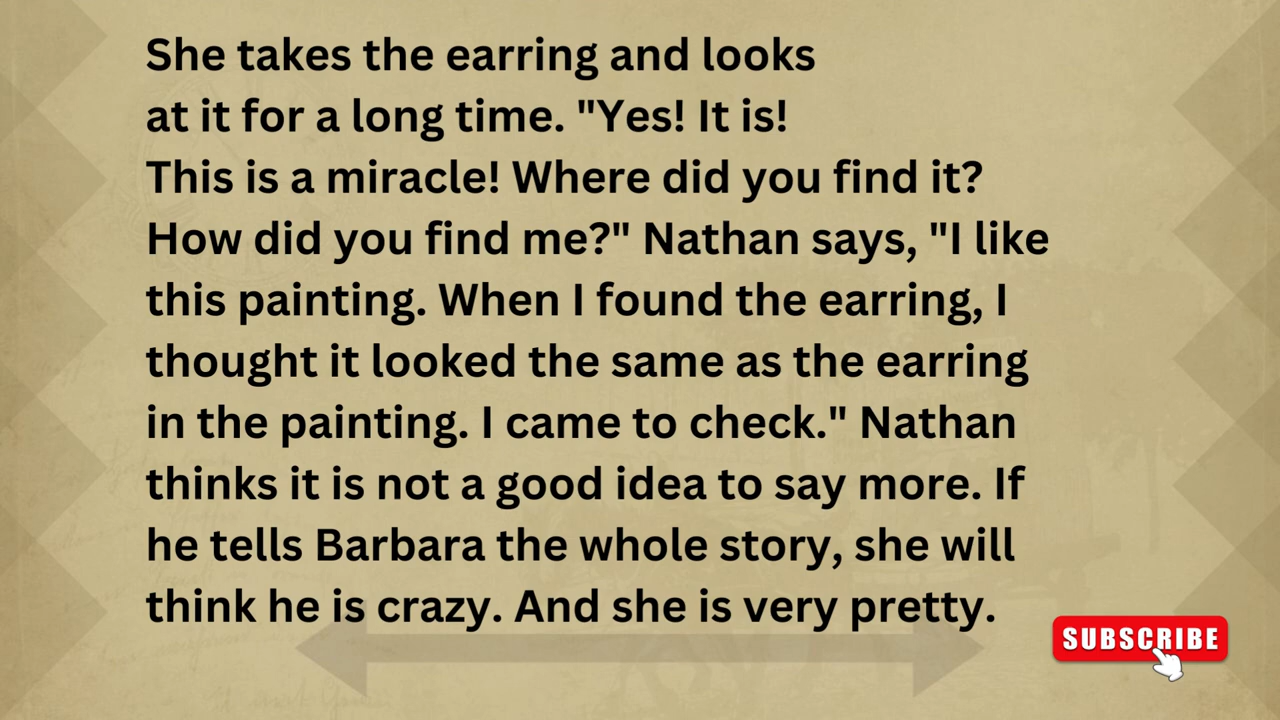 She takes the earring and looks
at it for a long time. "Yes! It is!
This is a miracle! Where did you find it?
How did you find me?" Nathan says, "I like
this painting. When I found the earring, I
thought it looked the same as the earring
in the painting. I came to check." Nathan
thinks it is not a good idea to say more. If
he tells Barbara the whole story, she will
think he is crazy. And she is very pretty.
SUBSCRIBE